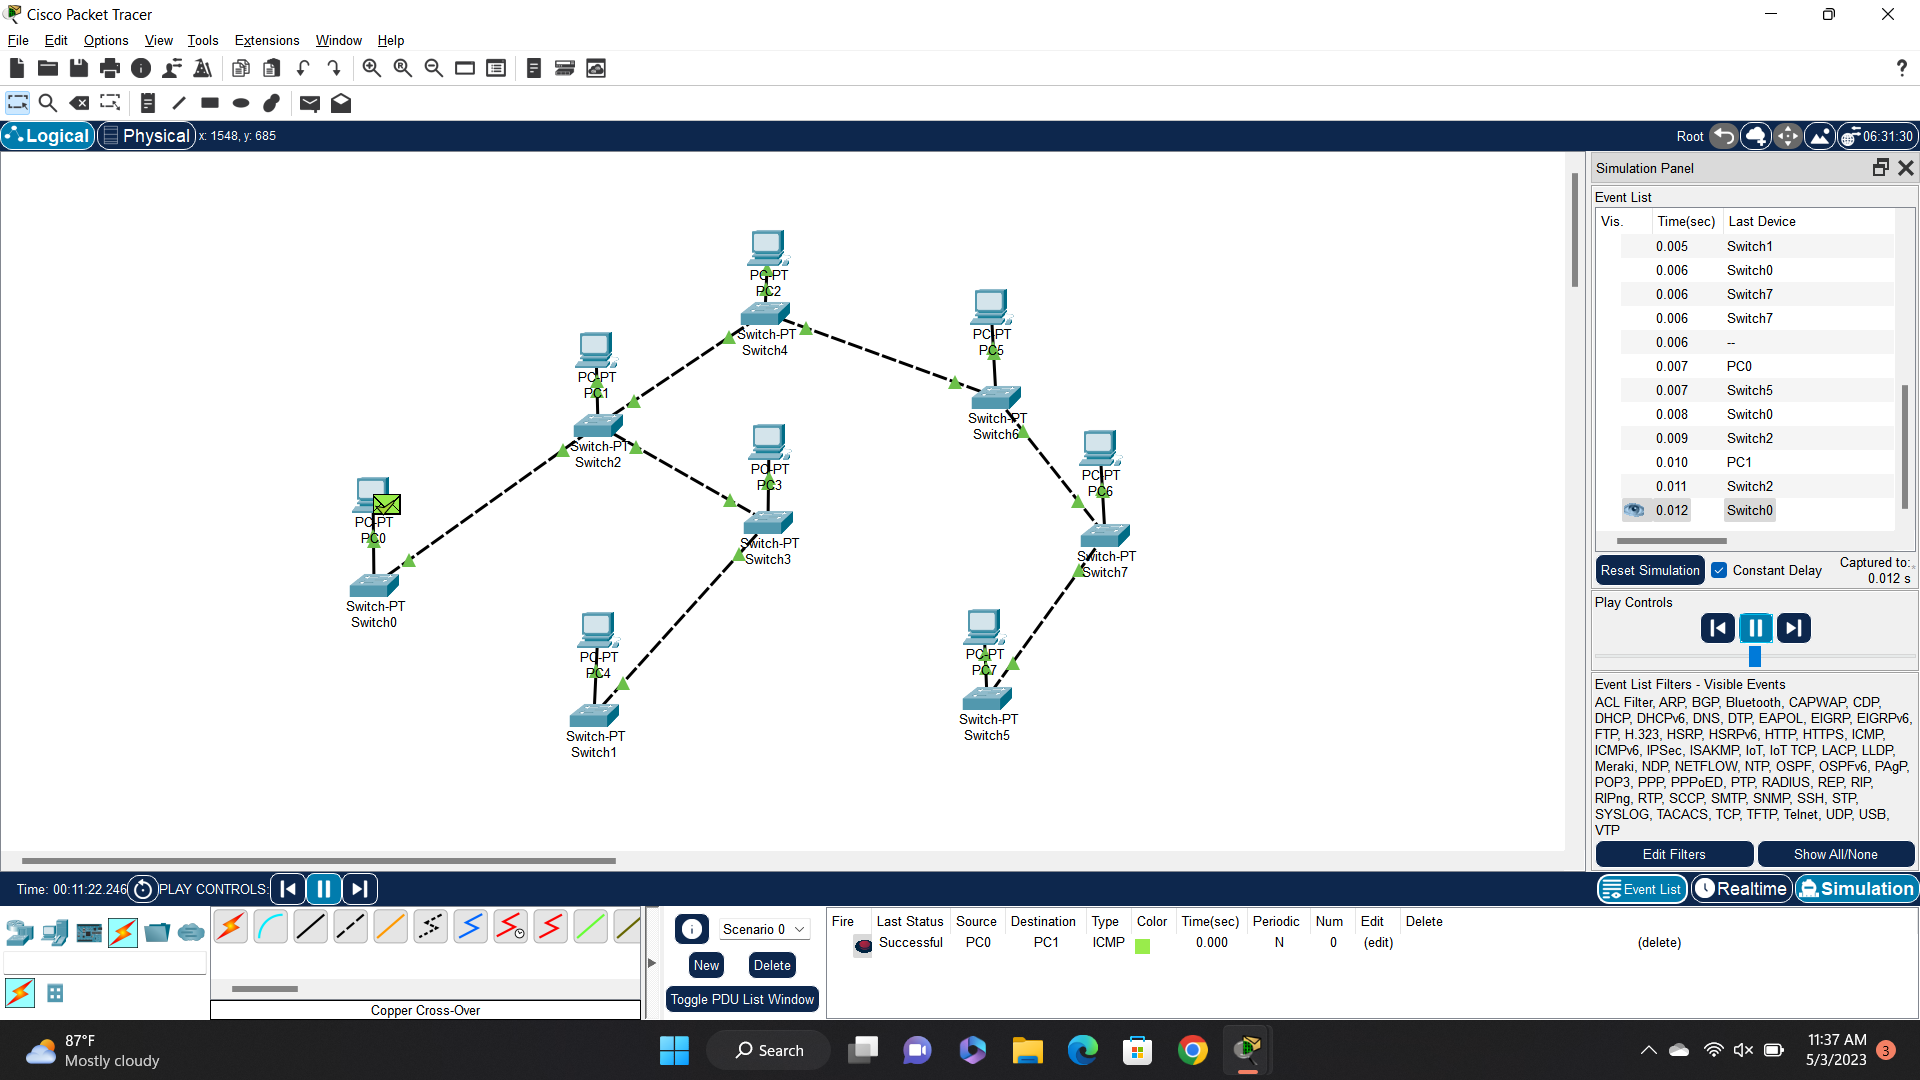 Cisco Packet Tracer
File Edit Options View Tools Extensions Window Help
?
Logical Physical x: 1548, y: 685 Root 06:31:30
Simulation Panel
Event List
Vis. Time(sec) Last Device
0.005 Switch1
0.006 Switch0
0.006 Switch7
0.006 Switch7
0.006 --
0.007 PC0
0.007 Switch5
0.008 Switch0
0.009 Switch2
0.010 PC1
0.011 Switch2
0.012 Switch0
Reset Simulation Constant Delay Captured to:
0.012 s
Play Controls
Event List Filters - Visible Events
ACL Filter, ARP, BGP, Bluetooth, CAPWAP, CDP,
DHCP, DHCPv6, DNS, DTP, EAPOL, EIGRP, EIGRPv6,
FTP, H.323, HSRP, HSRPv6, HTTP, HTTPS, ICMP,
ICMPv6, IPSec, ISAKMP, IoT, IoT TCP, LACP, LLDP,
Meraki, NDP, NETFLOW, NTP, OSPF, OSPFv6, PAgP,
POP3, PPP, PPPoED, PTP, RADIUS, REP, RIP,
RIPng, RTP, SCCP, SMTP, SNMP, SSH, STP,
SYSLOG, TACACS, TCP, TFTP, Telnet, UDP, USB,
VTP
Edit Filters Show All/None
PC-PT
PC2
Switch-PT
Switch4
PC-PT
PC5
Switch-PT
Switch6
PC-PT
PC1
Switch-PT
Switch2
PC-PT
PC3
Switch-PT
Switch3
PC-PT
PC6
Switch-PT
Switch7
PC-PT
PC0
Switch-PT
Switch0
PC-PT
PC4
Switch-PT
Switch1
PC-PT
PC7
Switch-PT
Switch5
Time: 00:11:22.246 PLAY CONTROLS: Event List Realtime Simulation
Scenario 0
New Delete
Toggle PDU List Window
Copper Cross-Over
Fire Last Status Source Destination Type Color Time(sec) Periodic Num Edit Delete
Successful PC0 PC1 ICMP 0.000 N 0 (edit) (delete)
87°F
Mostly cloudy
Search
11:37 AM
5/3/2023
3